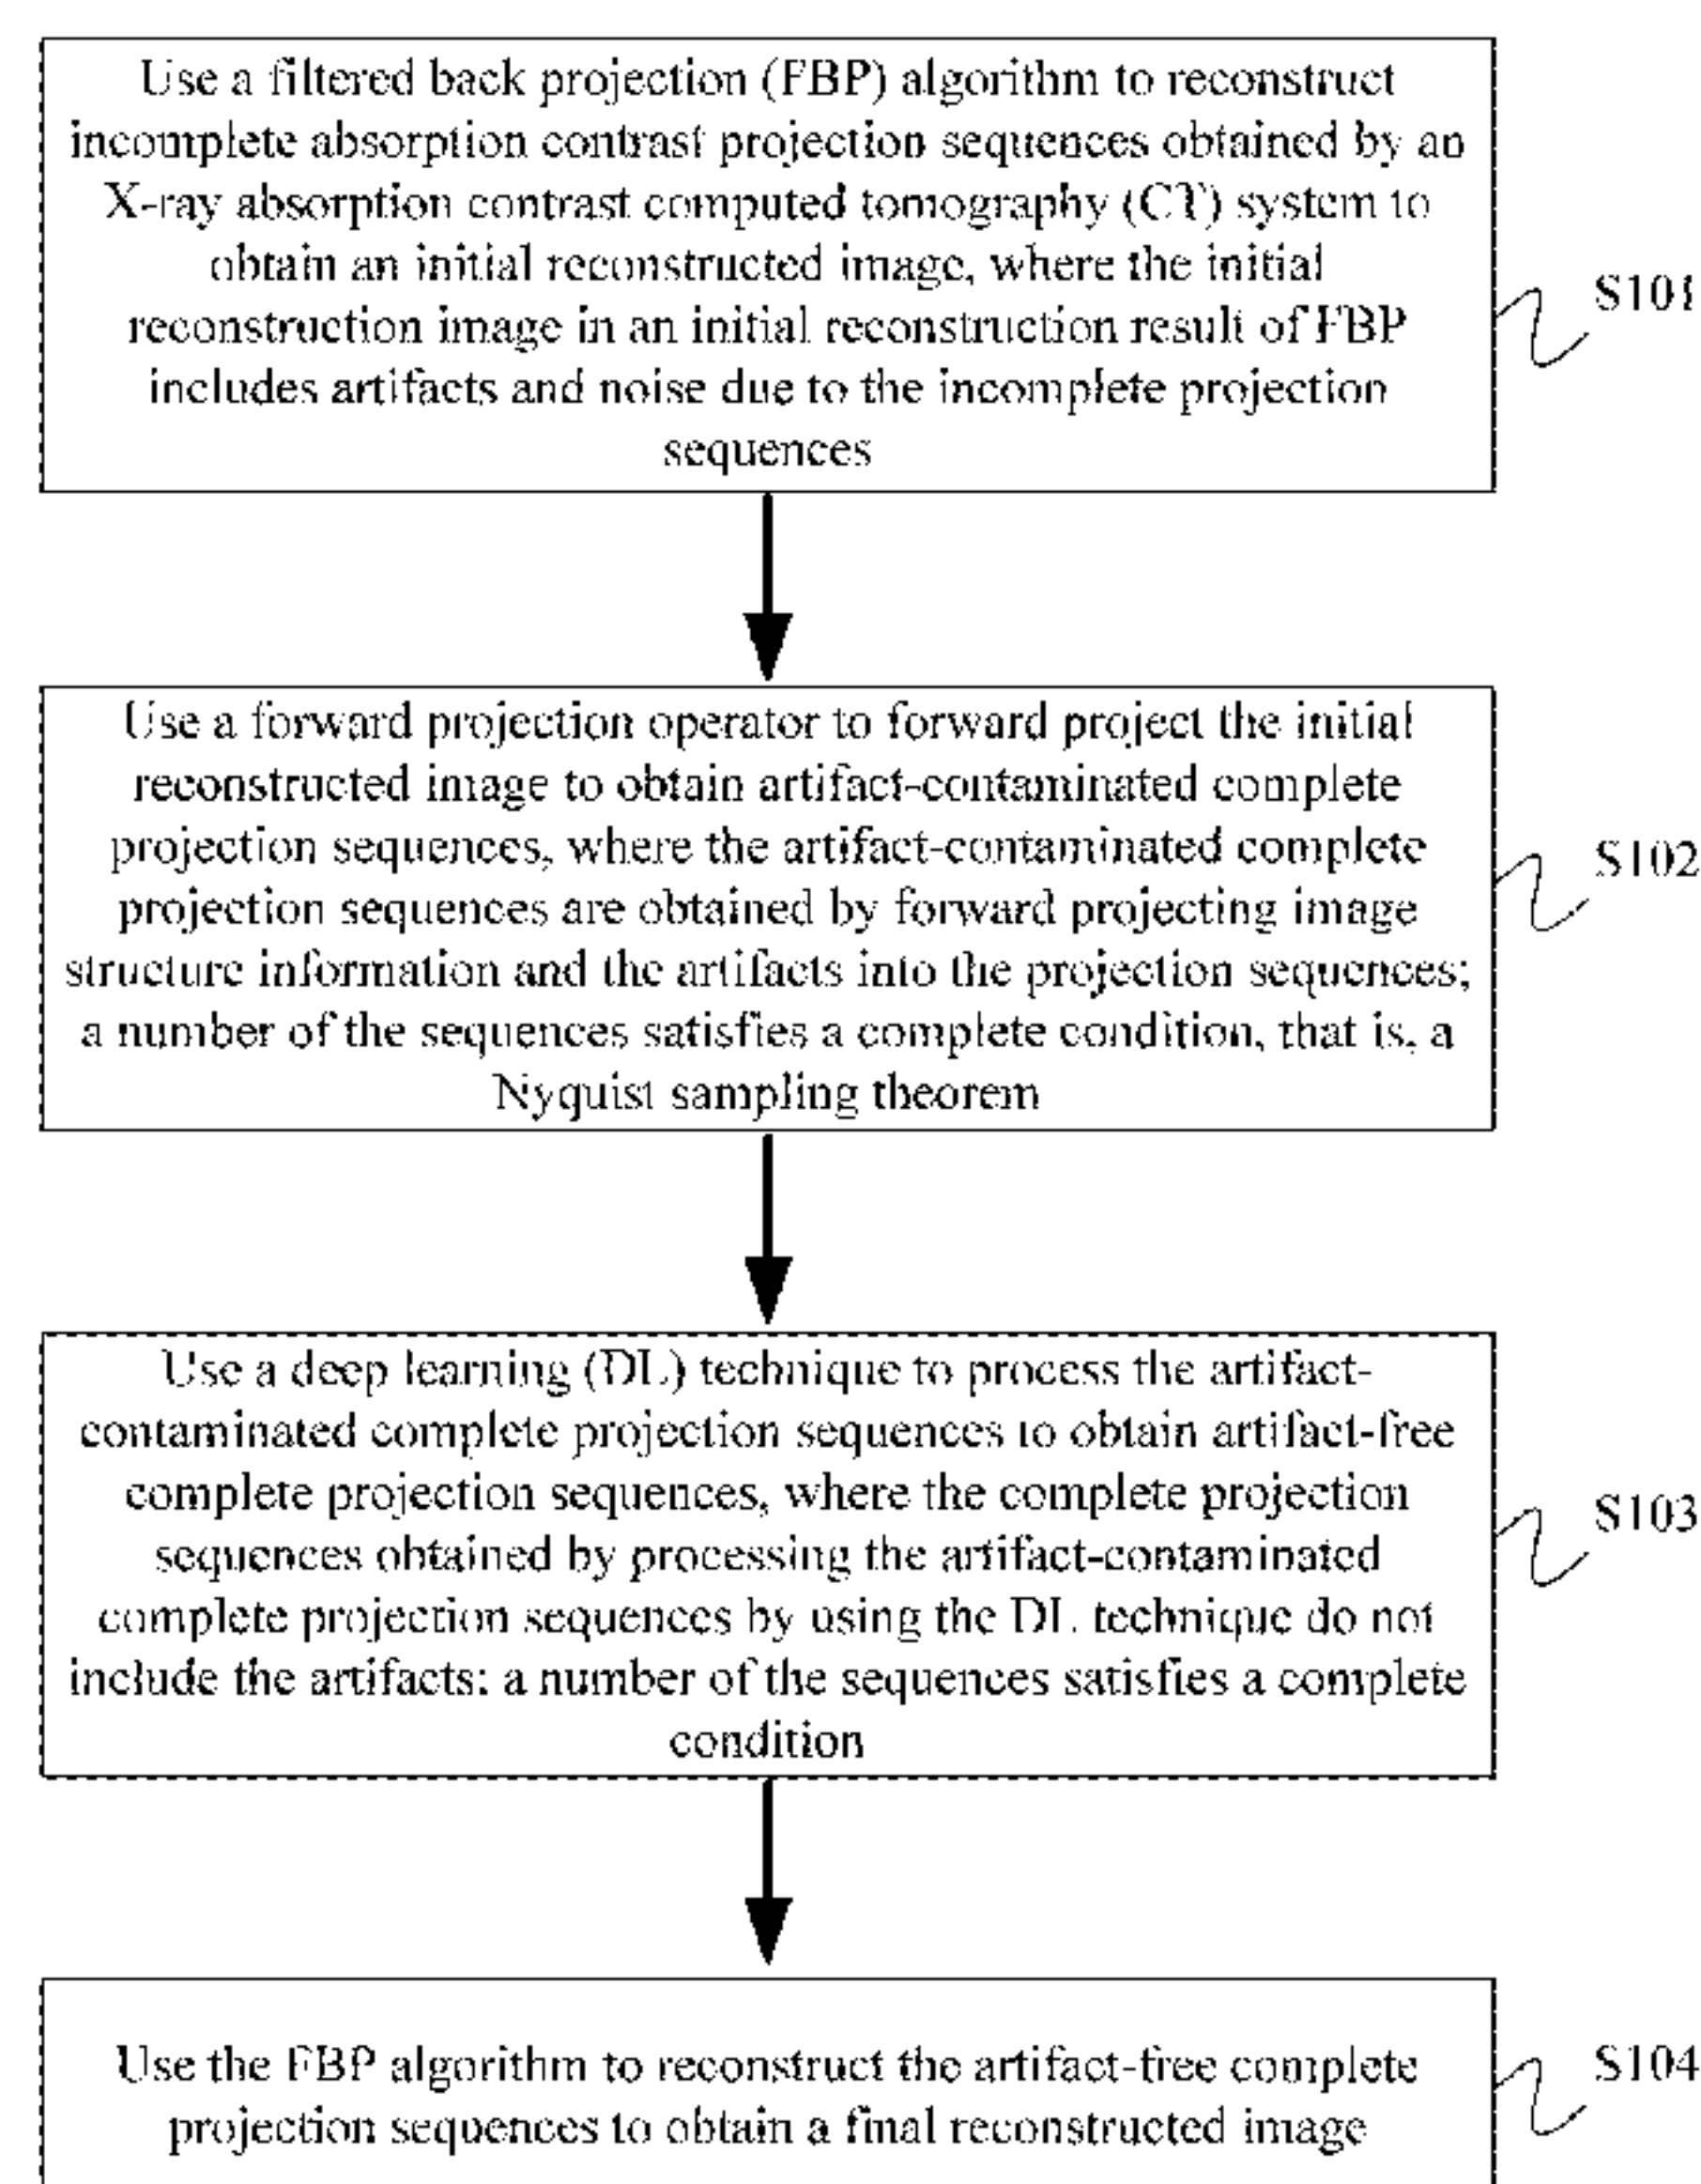 Use a filtered back projection (FBP) algorithm to reconstruct
incomplete absorption contrast projection sequences obtained by an
X-ray absorption contrast computed tomography (CT) system to
obtain an initial reconstructed image, where the initial
reconstruction image in an initial reconstruction result of FBP
includes artifacts and noise due to the incomplete projection
sequences
S101
Use a forward projection operator to forward project the initial
reconstructed image to obtain artifact-contaminated complete
projection sequences, where the artifact-contaminated complete
projection sequences are obtained by forward projecting image
structure information and the artifacts into the projection sequences;
a number of the sequences satisfies a complete condition, that is, a
Nyquist sampling theorem
S102
Use a deep learning (DL) technique to process the artifact-
contaminated complete projection sequences to obtain artifact-free
complete projection sequences, where the complete projection
sequences obtained by processing the artifact-contaminated
complete projection sequences by using the DL technique do not
include the artifacts; a number of the sequences satisfies a complete
condition
S103
Use the FBP algorithm to reconstruct the artifact-free complete
projection sequences to obtain a final reconstructed image
S104